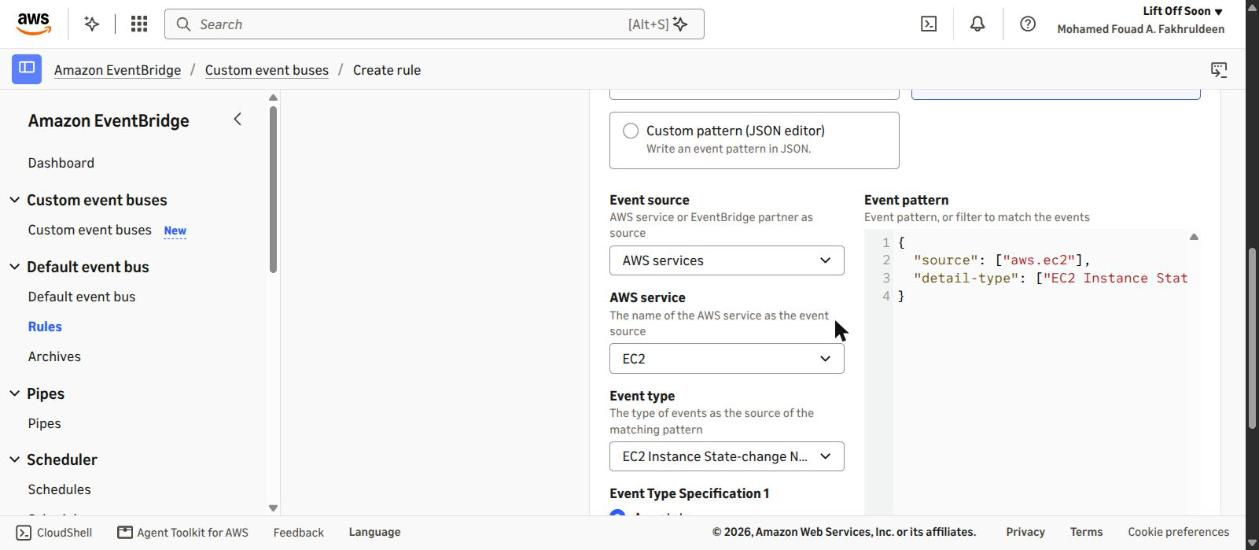 aws
Search
[Alt+S]
Lift Off Soon
Mohamed Fouad A. Fakhruldeen
Amazon EventBridge / Custom event buses / Create rule
Amazon EventBridge
Dashboard
Custom event buses
Custom event buses New
Default event bus
Default event bus
Rules
Archives
Pipes
Pipes
Scheduler
Schedules
Custom pattern (JSON editor)
Write an event pattern in JSON.
Event source
AWS service or EventBridge partner as
source
AWS services
AWS service
The name of the AWS service as the event
source
EC2
Event type
The type of events as the source of the
matching pattern
EC2 Instance State-change N...
Event Type Specification 1
Event pattern
Event pattern, or filter to match the events
1 {
2 "source": ["aws.ec2"],
3 "detail-type": ["EC2 Instance Stat
4 }
CloudShell
Agent Toolkit for AWS
Feedback
Language
© 2026, Amazon Web Services, Inc. or its affiliates.
Privacy
Terms
Cookie preferences